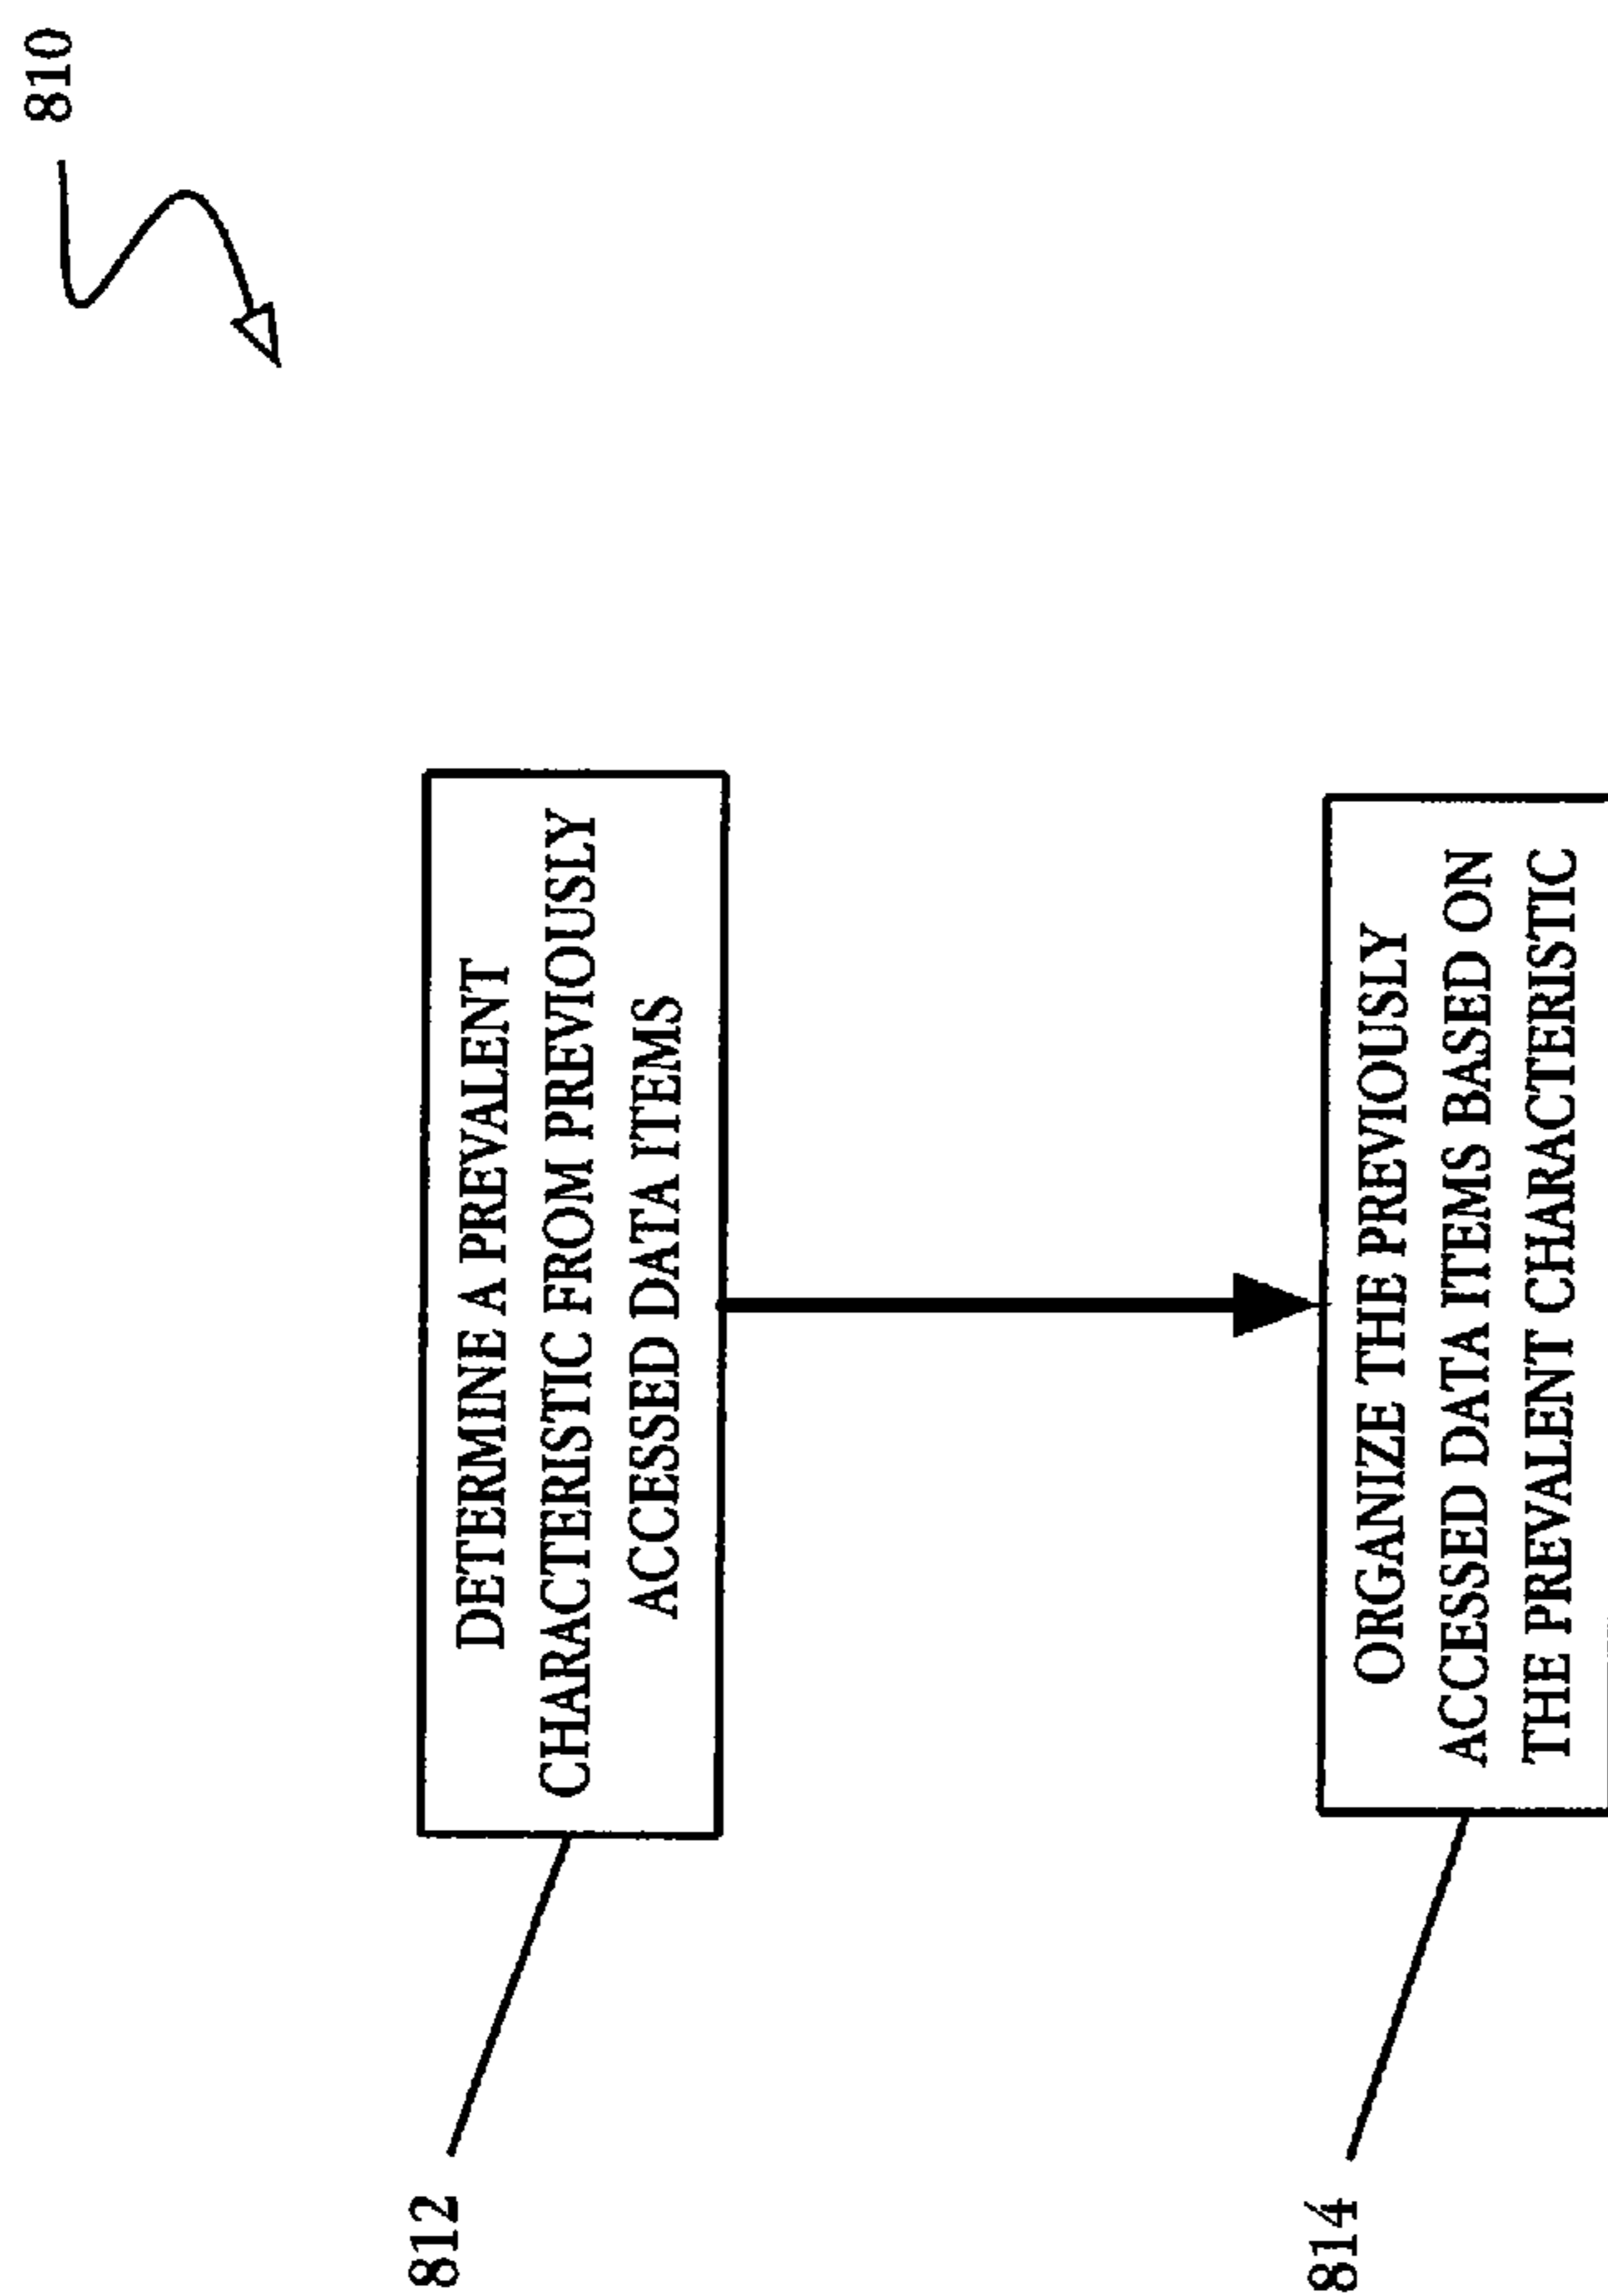 810
812
DETERMINE A PREVALENT
CHARACTERISTIC FROM PREVIOUSLY
ACCESSED DATA ITEMS
814
ORGANIZE THE PREVIOUSLY
ACCESSED DATA ITEMS BASED ON
THE PREVALENT CHARACTERISTIC